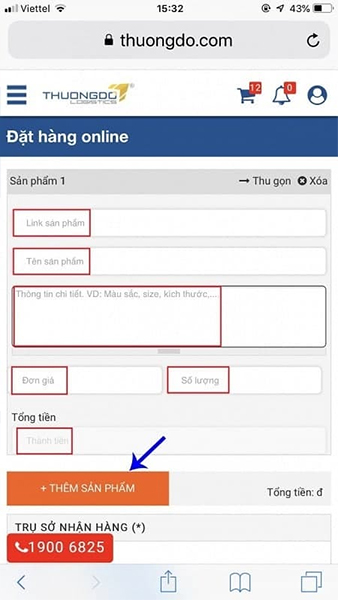 Viettel 15:32 43%
thuongdo.com
THUONGDO 12 0
LOGISTICS
Đặt hàng online
Sản phẩm 1 Thu gọn Xóa
Link sản phẩm
Tên sản phẩm
Thông tin chi tiết. VD: Màu sắc, size, kích thước,...
Đơn giá Số lượng
Tổng tiền
Thành tiền
+ THÊM SẢN PHẨM Tổng tiền: đ
TRỤ SỞ NHẬN HÀNG (*)
1900 6825